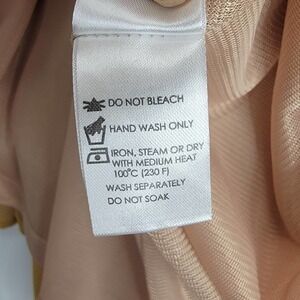 DO NOT BLEACH
HAND WASH ONLY
IRON, STEAM OR DRY
WITH MEDIUM HEAT
100°C (230 F)
WASH SEPARATELY
DO NOT SOAK